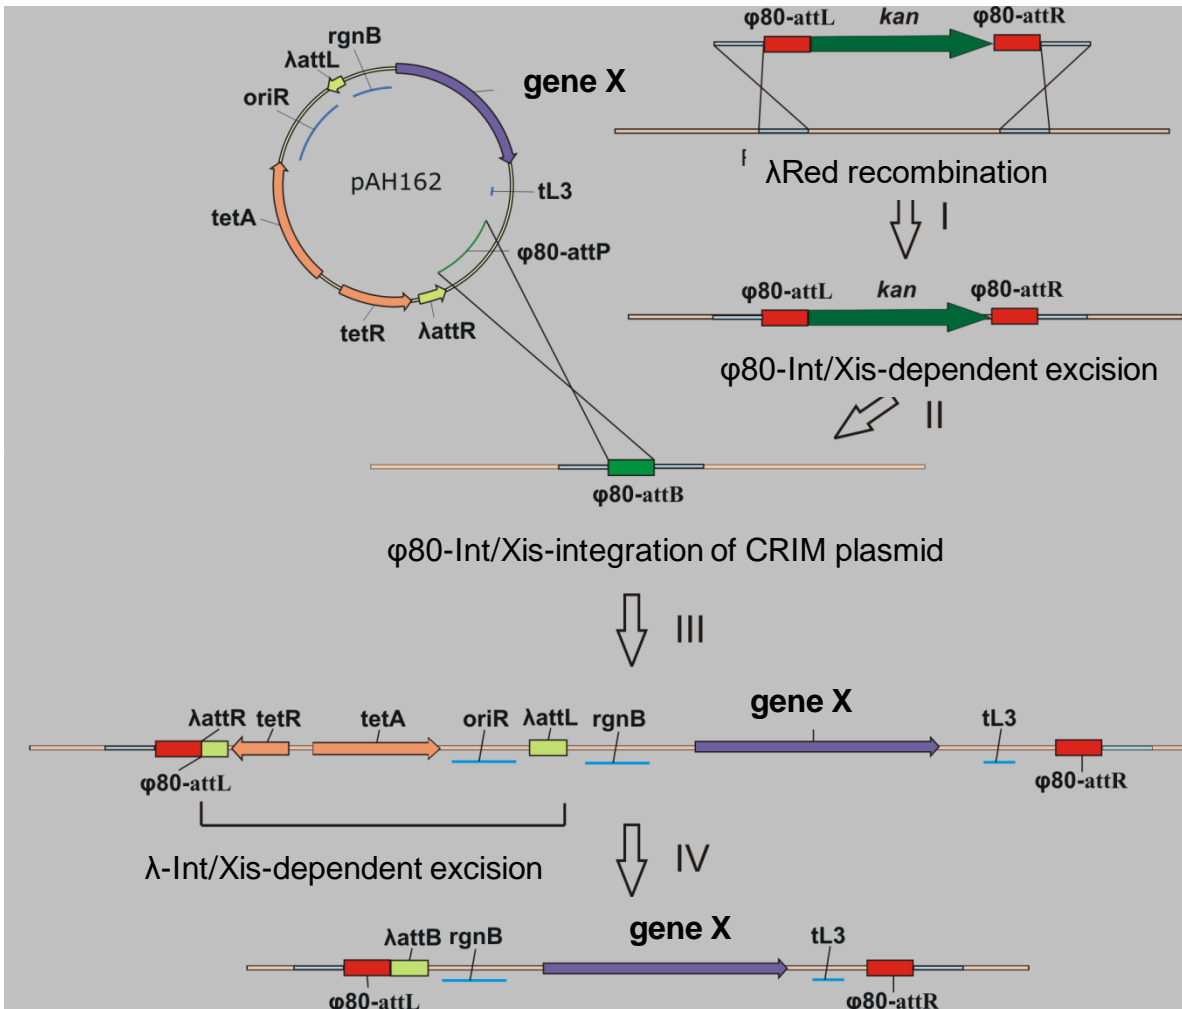 φ80-attL kan φ80-attR
rgnB
λattL
gene X
oriR
pAH162
λRed recombination
tL3
tetA
I
φ80-attP
φ80-attL kan φ80-attR
tetR λattR
φ80-Int/Xis-dependent excision
II
φ80-attB
φ80-Int/Xis-integration of CRIM plasmid
III
gene X
λattR tetR tetA oriR λattL rgnB tL3
φ80-attL φ80-attR
λ-Int/Xis-dependent excision
IV
gene X
λattB rgnB tL3
φ80-attL φ80-attR